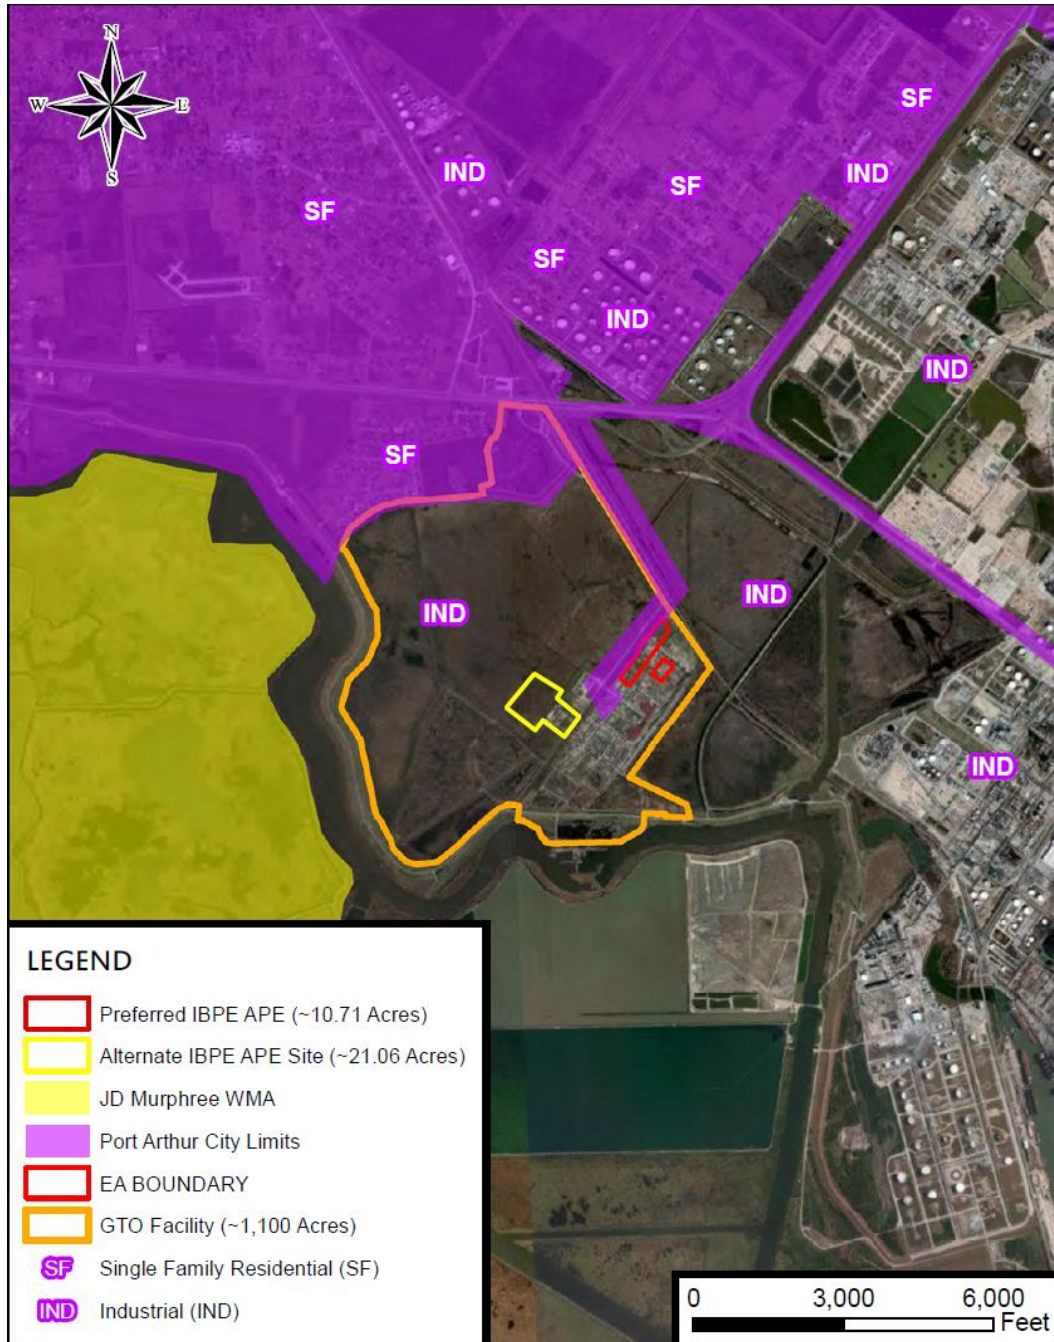 N
W E
S
SF
IND
IND
SF
SF
SF
IND
IND
SF
IND
IND
IND
LEGEND
Preferred IBPE APE (~10.71 Acres)
Alternate IBPE APE Site (~21.06 Acres)
JD Murphree WMA
Port Arthur City Limits
EA BOUNDARY
GTO Facility (~1,100 Acres)
SF Single Family Residential (SF)
IND Industrial (IND)
0 3,000 6,000
Feet